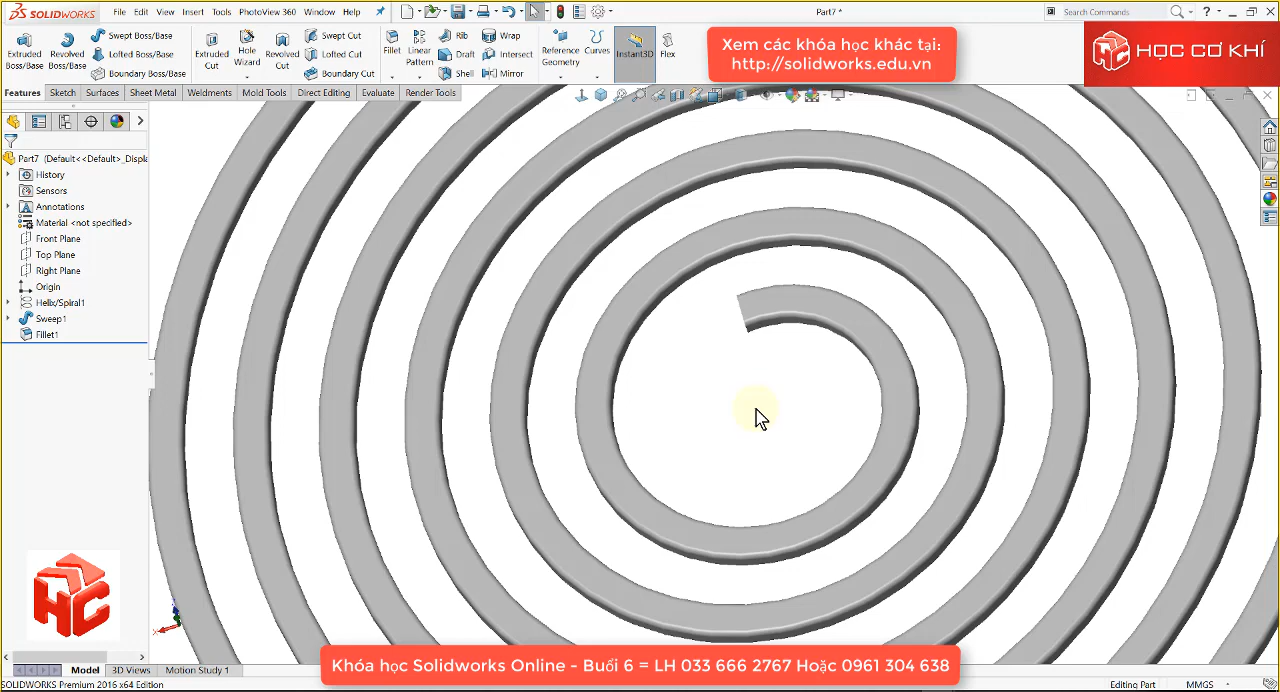 SOLIDWORKS
File Edit View Insert Tools PhotoView 360 Window Help
Part7 *
Search Commands
Extruded Boss/Base
Revolved Boss/Base
Swept Boss/Base
Lofted Boss/Base
Boundary Boss/Base
Extruded Cut
Hole Wizard
Revolved Cut
Swept Cut
Lofted Cut
Boundary Cut
Fillet
Linear Pattern
Rib
Draft
Shell
Wrap
Intersect
Mirror
Reference Geometry
Curves
Instant3D
Flex
Xem các khóa học khác tại:
http://solidworks.edu.vn
HỌC CƠ KHÍ
Features Sketch Surfaces Sheet Metal Weldments Mold Tools Direct Editing Evaluate Render Tools
Part7 (Default<<Default>_Displa
History
Sensors
Annotations
Material <not specified>
Front Plane
Top Plane
Right Plane
Origin
Helix/Spiral1
Sweep1
Fillet1
HC
Khóa học Solidworks Online - Buổi 6 = LH 033 666 2767 Hoặc 0961 304 638
Model 3D Views Motion Study 1
SOLIDWORKS Premium 2016 x64 Edition
Editing Part
MMGS